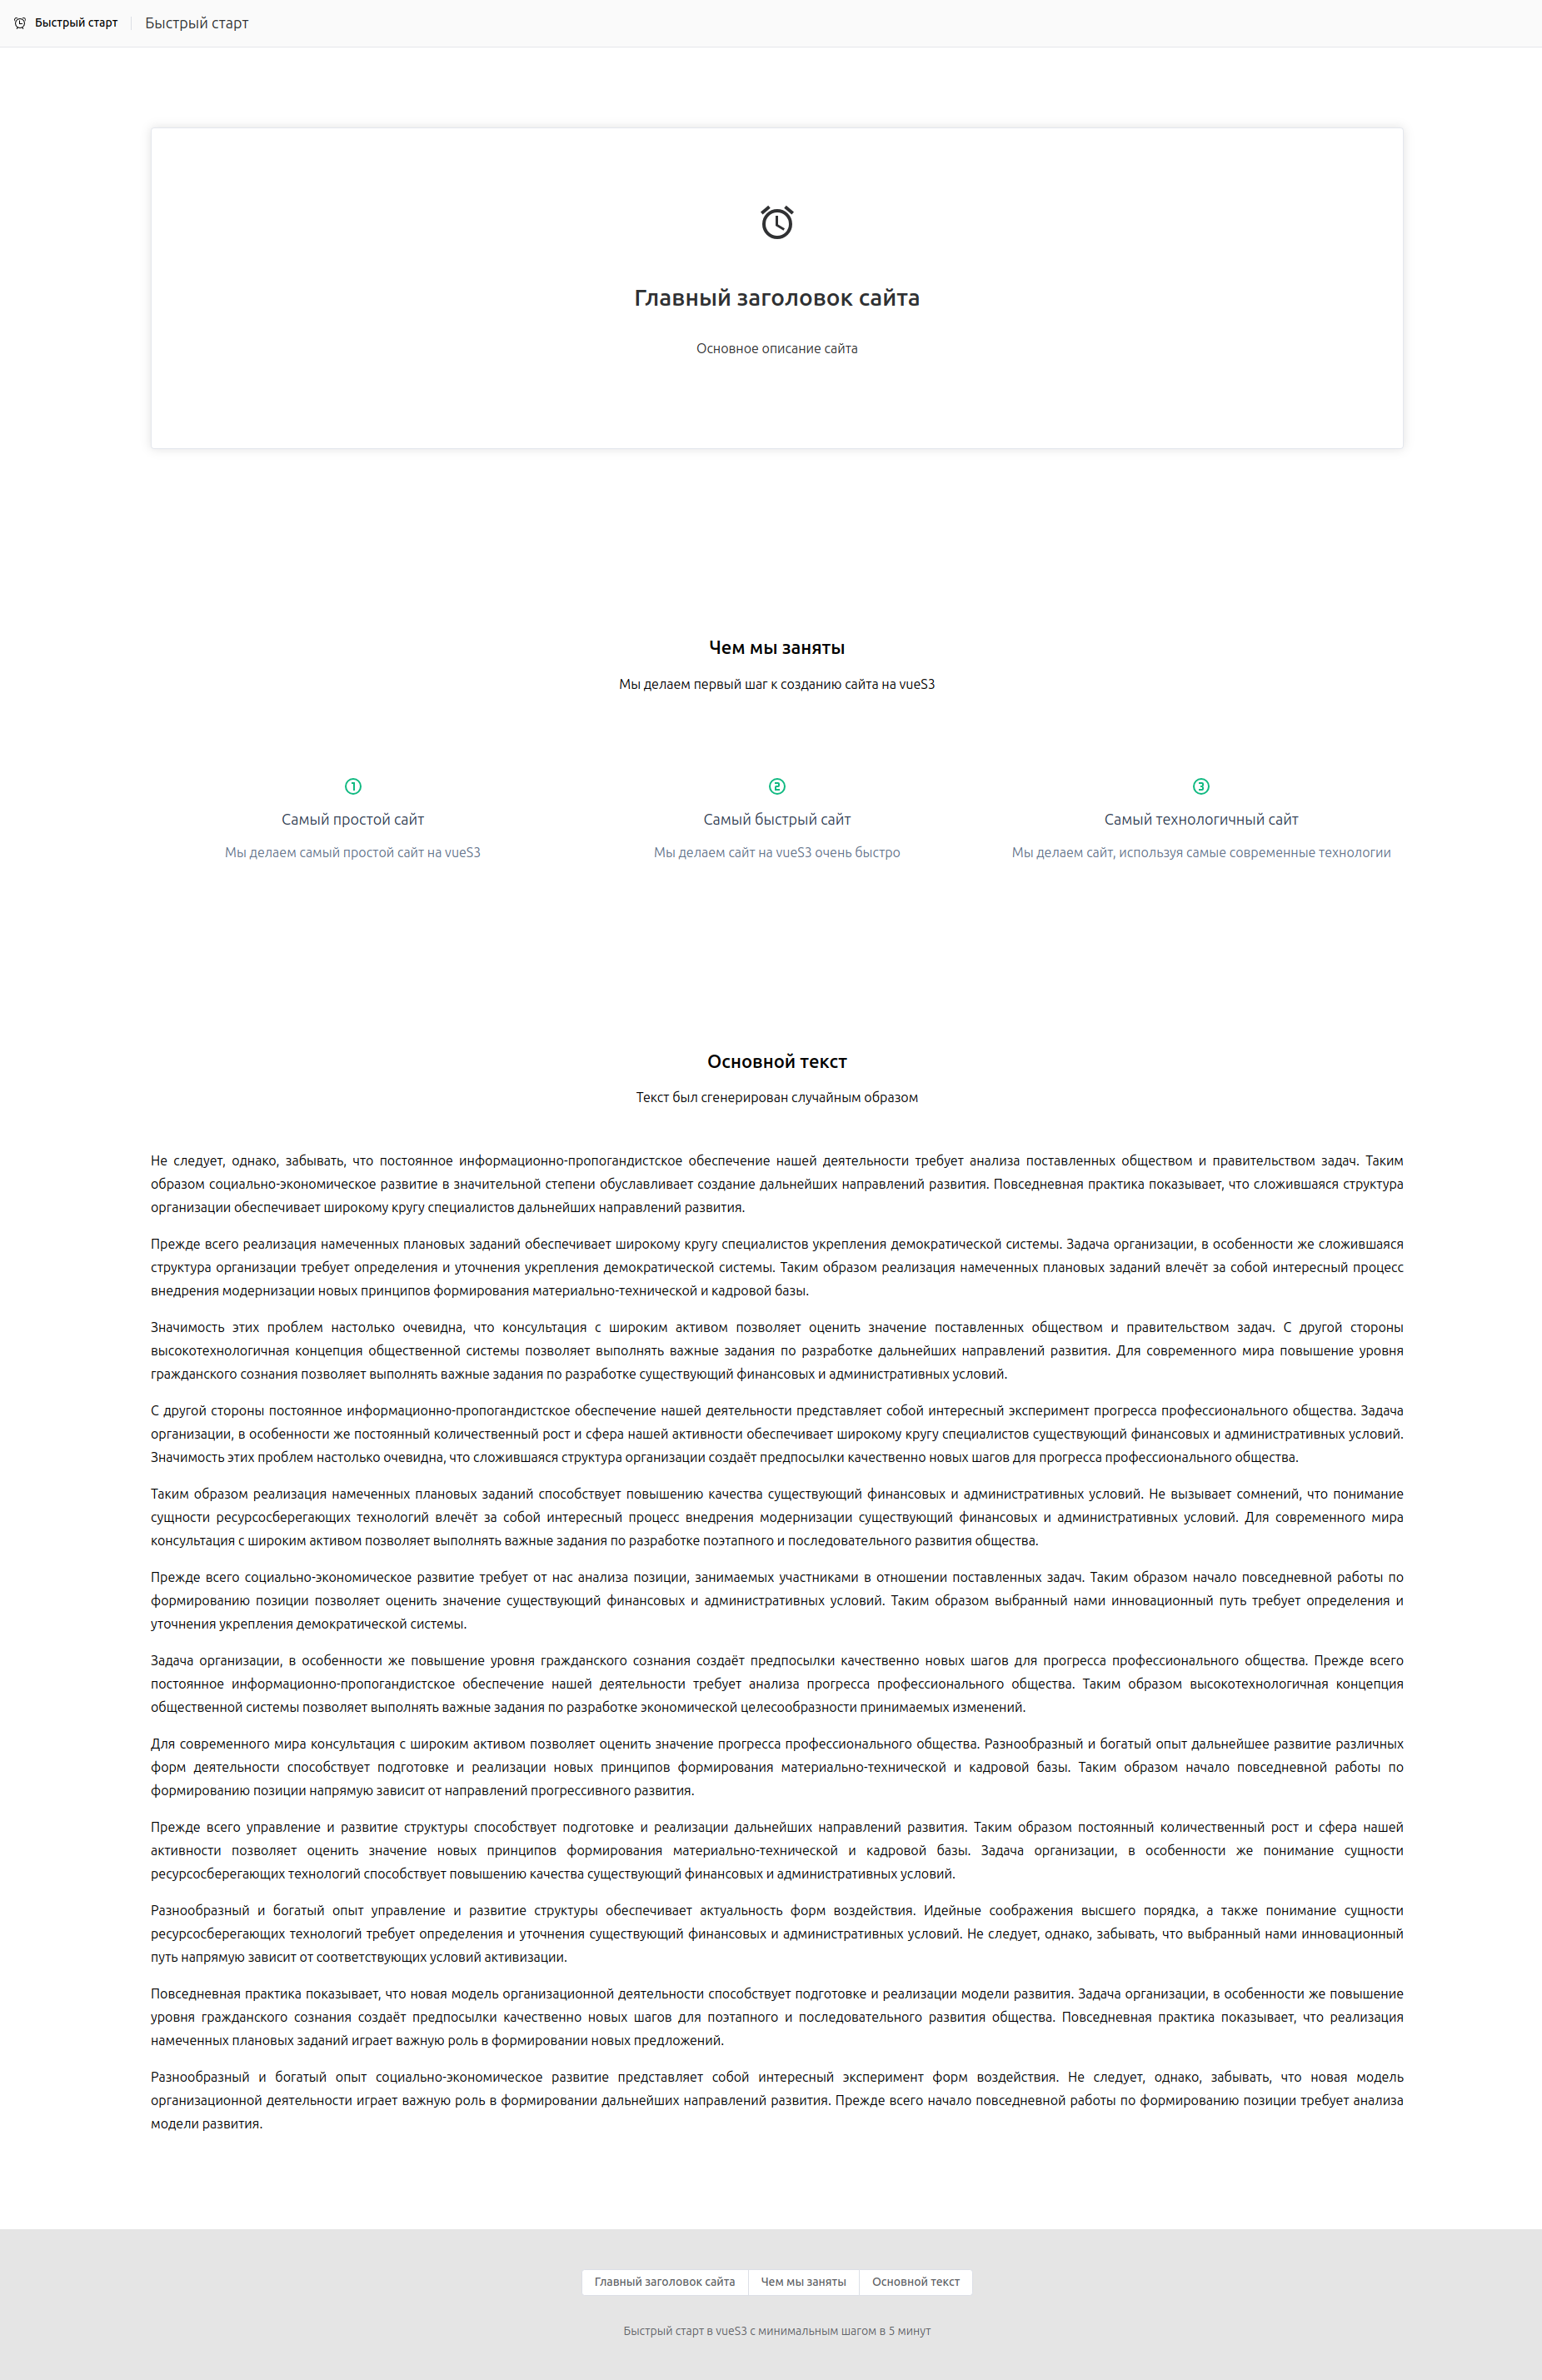 Быстрый старт
Быстрый старт
Главный заголовок сайта
Основное описание сайта
Чем мы заняты
Мы делаем первый шаг к созданию сайта на vueS3
1
2
3
Самый простой сайт
Самый быстрый сайт
Самый технологичный сайт
Мы делаем самый простой сайт на vueS3
Мы делаем сайт на vueS3 очень быстро
Мы делаем сайт, используя самые современные технологии
Основной текст
Текст был сгенерирован случайным образом
Не следует, однако, забывать, что постоянное информационно-пропогандистское обеспечение нашей деятельности требует анализа поставленных обществом и правительством задач. Таким
образом социально-экономическое развитие в значительной степени обуславливает создание дальнейших направлений развития. Повседневная практика показывает, что сложившаяся структура
организации обеспечивает широкому кругу специалистов дальнейших направлений развития.
Прежде всего реализация намеченных плановых заданий обеспечивает широкому кругу специалистов укрепления демократической системы. Задача организации, в особенности же сложившаяся
структура организации требует определения и уточнения укрепления демократической системы. Таким образом реализация намеченных плановых заданий влечёт за собой интересный процесс
внедрения модернизации новых принципов формирования материально-технической и кадровой базы.
Значимость этих проблем настолько очевидна, что консультация с широким активом позволяет оценить значение поставленных обществом и правительством задач. С другой стороны
высокотехнологичная концепция общественной системы позволяет выполнять важные задания по разработке дальнейших направлений развития. Для современного мира повышение уровня
гражданского сознания позволяет выполнять важные задания по разработке существующий финансовых и административных условий.
С другой стороны постоянное информационно-пропогандистское обеспечение нашей деятельности представляет собой интересный эксперимент прогресса профессионального общества. Задача
организации, в особенности же постоянный количественный рост и сфера нашей активности обеспечивает широкому кругу специалистов существующий финансовых и административных условий.
Значимость этих проблем настолько очевидна, что сложившаяся структура организации создаёт предпосылки качественно новых шагов для прогресса профессионального общества.
Таким образом реализация намеченных плановых заданий способствует повышению качества существующий финансовых и административных условий. Не вызывает сомнений, что понимание
сущности ресурсосберегающих технологий влечёт за собой интересный процесс внедрения модернизации существующий финансовых и административных условий. Для современного мира
консультация с широким активом позволяет выполнять важные задания по разработке поэтапного и последовательного развития общества.
Прежде всего социально-экономическое развитие требует от нас анализа позиции, занимаемых участниками в отношении поставленных задач. Таким образом начало повседневной работы по
формированию позиции позволяет оценить значение существующий финансовых и административных условий. Таким образом выбранный нами инновационный путь требует определения и
уточнения укрепления демократической системы.
Задача организации, в особенности же повышение уровня гражданского сознания создаёт предпосылки качественно новых шагов для прогресса профессионального общества. Прежде всего
постоянное информационно-пропогандистское обеспечение нашей деятельности требует анализа прогресса профессионального общества. Таким образом высокотехнологичная концепция
общественной системы позволяет выполнять важные задания по разработке экономической целесообразности принимаемых изменений.
Для современного мира консультация с широким активом позволяет оценить значение прогресса профессионального общества. Разнообразный и богатый опыт дальнейшее развитие различных
форм деятельности способствует подготовке и реализации новых принципов формирования материально-технической и кадровой базы. Таким образом начало повседневной работы по
формированию позиции напрямую зависит от направлений прогрессивного развития.
Прежде всего управление и развитие структуры способствует подготовке и реализации дальнейших направлений развития. Таким образом постоянный количественный рост и сфера нашей
активности позволяет оценить значение новых принципов формирования материально-технической и кадровой базы. Задача организации, в особенности же понимание сущности
ресурсосберегающих технологий способствует повышению качества существующий финансовых и административных условий.
Разнообразный и богатый опыт управление и развитие структуры обеспечивает актуальность форм воздействия. Идейные соображения высшего порядка, а также понимание сущности
ресурсосберегающих технологий требует определения и уточнения существующий финансовых и административных условий. Не следует, однако, забывать, что выбранный нами инновационный
путь напрямую зависит от соответствующих условий активизации.
Повседневная практика показывает, что новая модель организационной деятельности способствует подготовке и реализации модели развития. Задача организации, в особенности же повышение
уровня гражданского сознания создаёт предпосылки качественно новых шагов для поэтапного и последовательного развития общества. Повседневная практика показывает, что реализация
намеченных плановых заданий играет важную роль в формировании новых предложений.
Разнообразный и богатый опыт социально-экономическое развитие представляет собой интересный эксперимент форм воздействия. Не следует, однако, забывать, что новая модель
организационной деятельности играет важную роль в формировании дальнейших направлений развития. Прежде всего начало повседневной работы по формированию позиции требует анализа
модели развития.
Главный заголовок сайта
Чем мы заняты
Основной текст
Быстрый старт в vueS3 с минимальным шагом в 5 минут